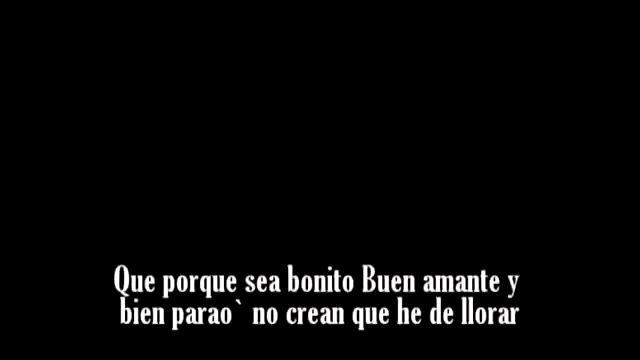 Que porque sea bonito Buen amante y
bien parao` no crean que he de llorar